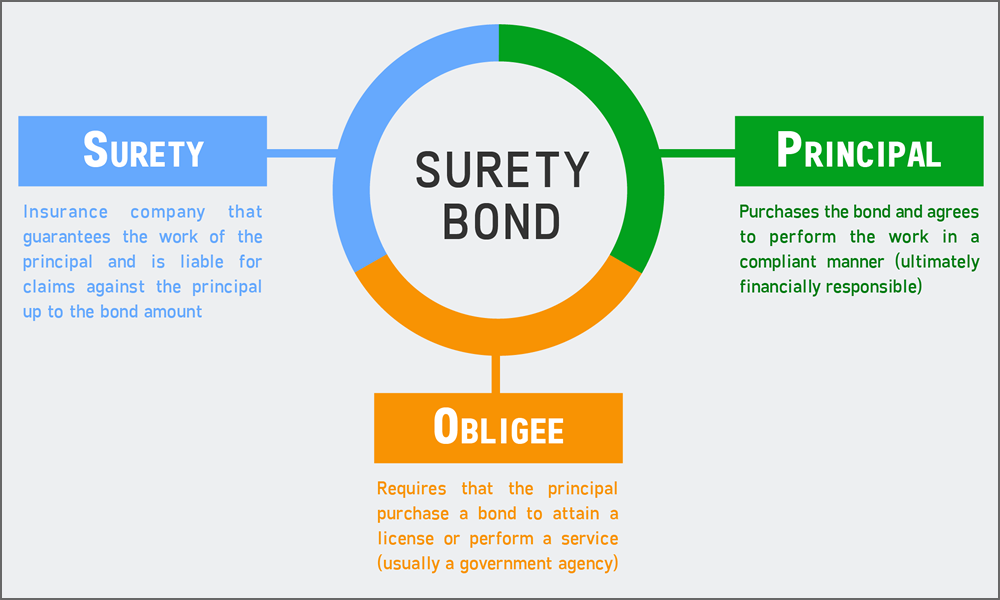 SURETY
BOND
SURETY
Insurance company that
guarantees the work of the
principal and is liable for
claims against the principal
up to the bond amount
PRINCIPAL
Purchases the bond and agrees
to perform the work in a
compliant manner (ultimately
financially responsible)
OBLIGEE
Requires that the principal
purchase a bond to attain a
license or perform a service
(usually a government agency)